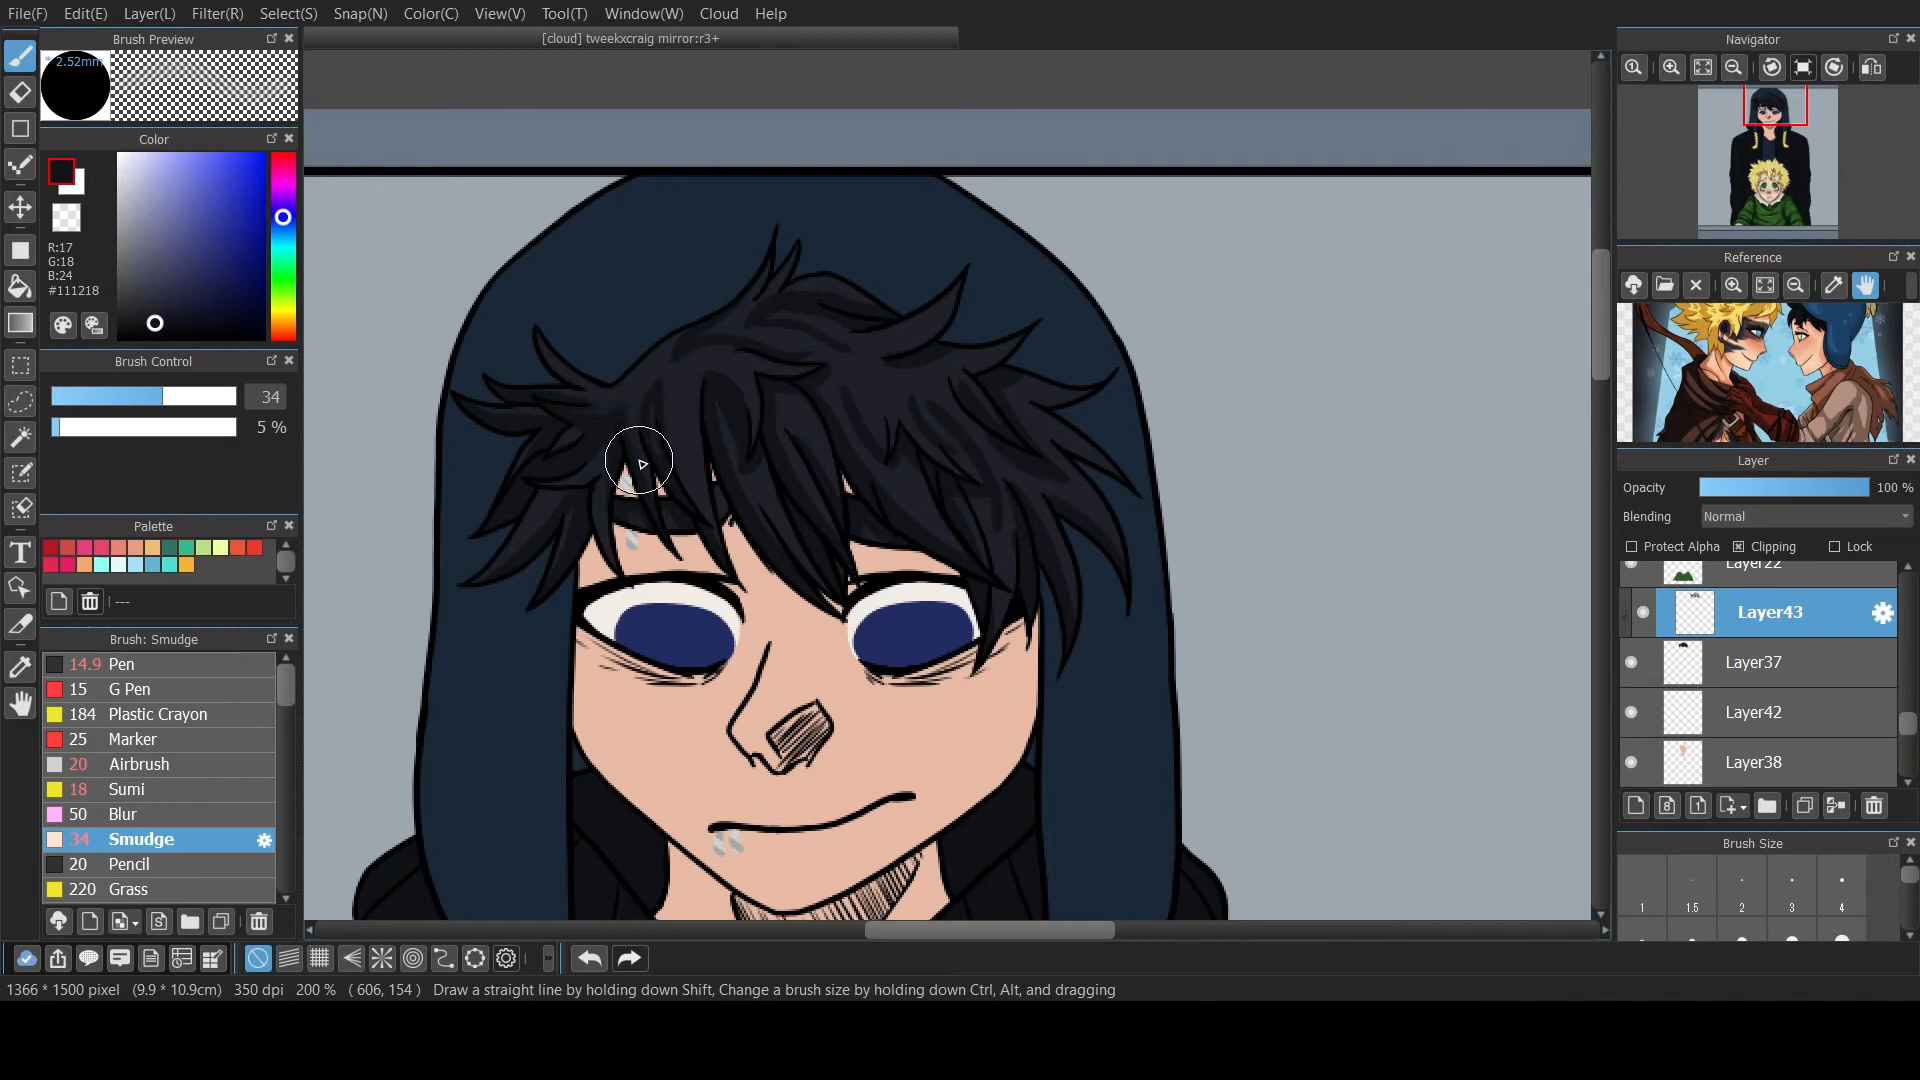 File(F) Edit(E) Layer(L) Filter(R) Select(S) Snap(N) Color(C) View(V) Tool(T) Window(W) Cloud Help
Brush Preview
[cloud] tweekxcraig mirror:r3+
Navigator
2.52mm
Color
R:17
G:18
B:24
#111218
Brush Control
34
5 %
Palette
---
Brush: Smudge
14.9 Pen
15 G Pen
184 Plastic Crayon
25 Marker
20 Airbrush
18 Sumi
50 Blur
34 Smudge
20 Pencil
220 Grass
Reference
Layer
Opacity 100 %
Blending Normal
Protect Alpha Clipping Lock
Layer22
Layer43
Layer37
Layer42
Layer38
Brush Size
1 1.5 2 3 4
1366 * 1500 pixel (9.9 * 10.9cm) 350 dpi 200 % ( 606, 154 ) Draw a straight line by holding down Shift, Change a brush size by holding down Ctrl, Alt, and dragging